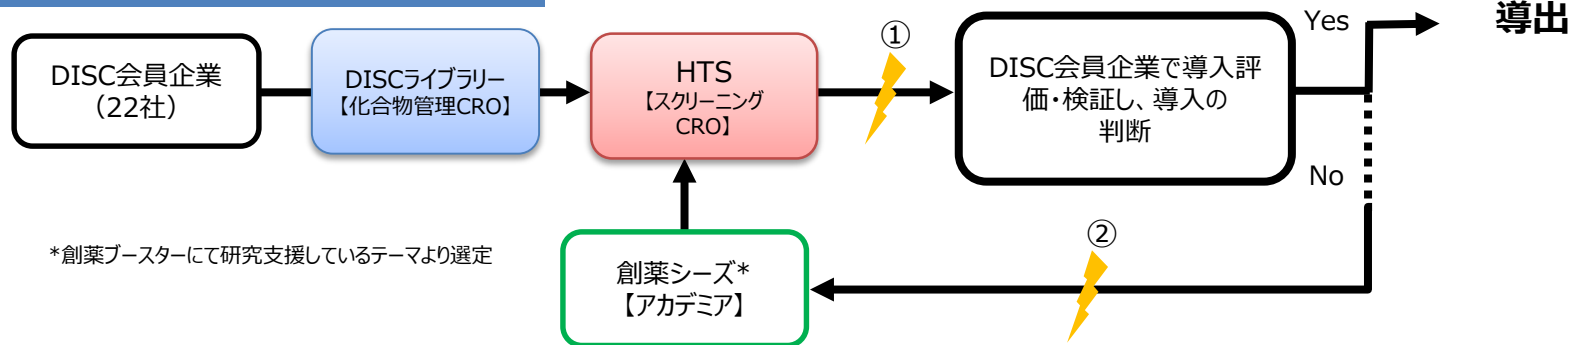 DISC会員企業
（22社）
DISCライブラリー
【化合物管理CRO】
HTS
【スクリーニング
CRO】
①
DISC会員企業で導入評
価・検証し、導入の
判断
Yes
導出
No
②
*創薬ブースターにて研究支援しているテーマより選定
創薬シーズ*
【アカデミア】